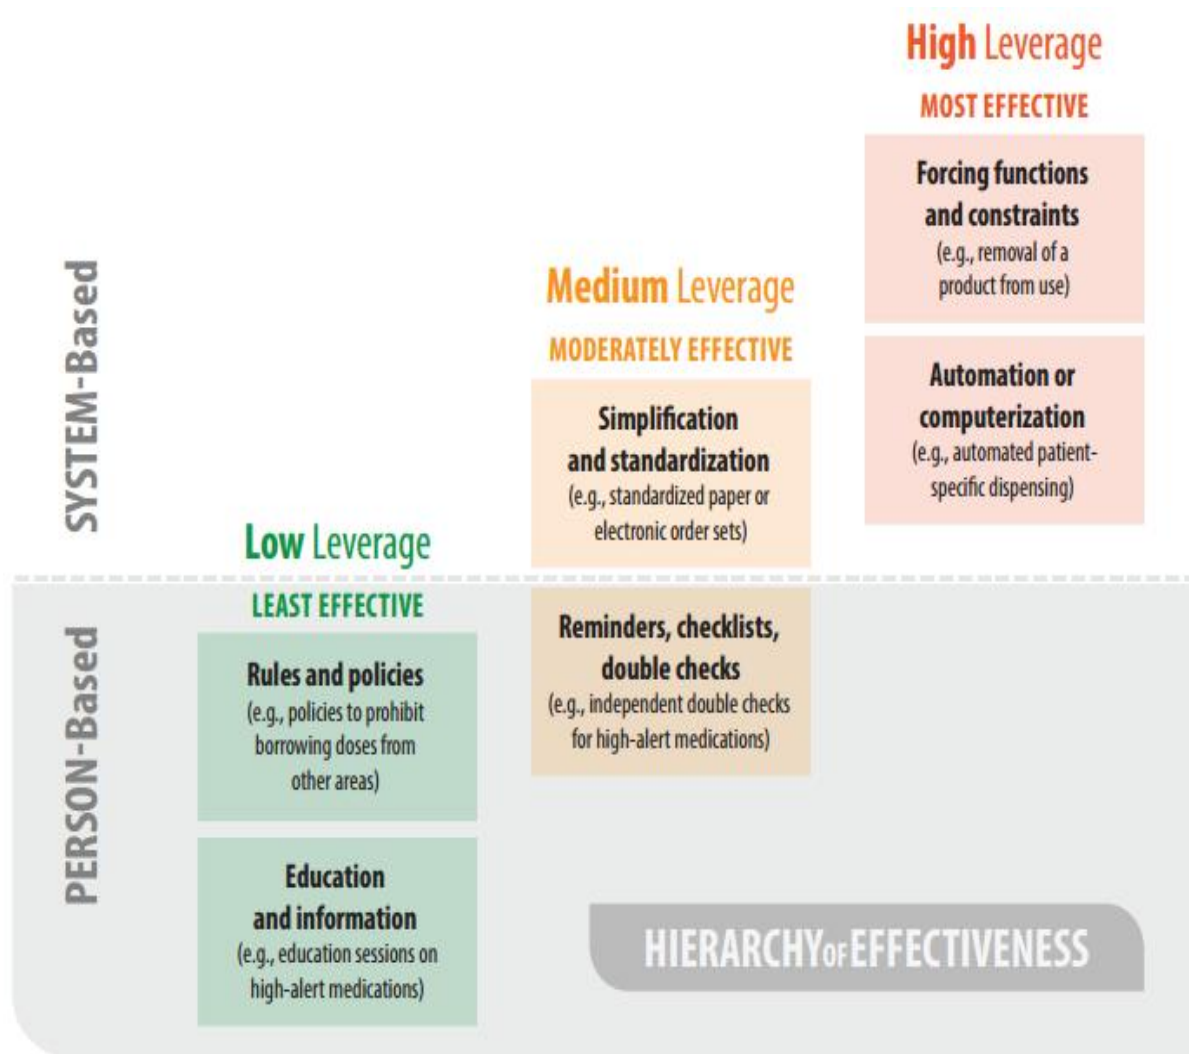 High Leverage
MOST EFFECTIVE
Forcing functions
and constraints
(e.g., removal of a
product from use)
Automation or
computerization
(e.g., automated patient-
specific dispensing)
Medium Leverage
MODERATELY EFFECTIVE
Simplification
and standardization
(e.g., standardized paper or
electronic order sets)
Reminders, checklists,
double checks
(e.g., independent double checks
for high-alert medications)
Low Leverage
LEAST EFFECTIVE
Rules and policies
(e.g., policies to prohibit
borrowing doses from
other areas)
Education
and information
(e.g., education sessions on
high-alert medications)
SYSTEM-Based
PERSON-Based
HIERARCHY OF EFFECTIVENESS